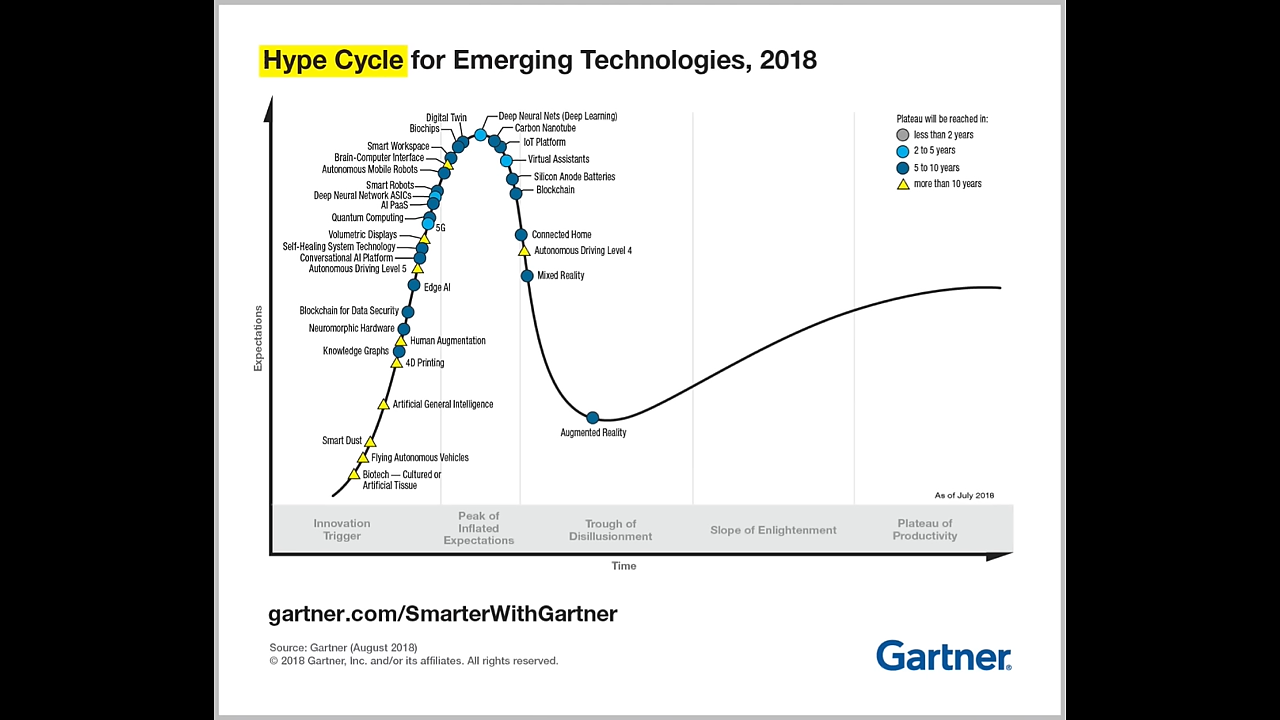 Hype Cycle for Emerging Technologies, 2018
Digital Twin
Deep Neural Nets (Deep Learning)
Biochips
Carbon Nanotube
Smart Workspace
IoT Platform
Brain-Computer Interface
Virtual Assistants
Autonomous Mobile Robots
Silicon Anode Batteries
Smart Robots
Blockchain
Deep Neural Network ASICs
AI PaaS
Quantum Computing
5G
Volumetric Displays
Connected Home
Self-Healing System Technology
Autonomous Driving Level 4
Conversational AI Platform
Autonomous Driving Level 5
Mixed Reality
Edge AI
Blockchain for Data Security
Neuromorphic Hardware
Human Augmentation
Knowledge Graphs
4D Printing
Artificial General Intelligence
Augmented Reality
Smart Dust
Flying Autonomous Vehicles
Biotech — Cultured or
Artificial Tissue
Plateau will be reached in:
less than 2 years
2 to 5 years
5 to 10 years
more than 10 years
As of July 2018
Expectations
Innovation
Trigger
Peak of
Inflated
Expectations
Trough of
Disillusionment
Slope of Enlightenment
Plateau of
Productivity
Time
gartner.com/SmarterWithGartner
Source: Gartner (August 2018)
© 2018 Gartner, Inc. and/or its affiliates. All rights reserved.
Gartner®